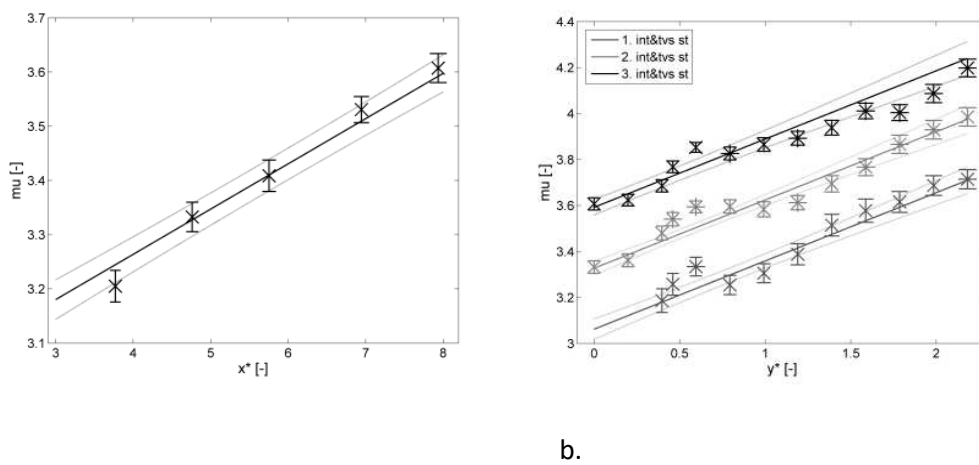 3.7
3.6
3.5
3.4
3.3
3.2
3.1
mu [-]
3 4 5 6 7 8
x* [-]
4.4
4.2
4
3.8
3.6
3.4
3.2
3
mu [-]
1. int&tvs st
2. int&tvs st
3. int&tvs st
0 0.5 1 1.5 2
y* [-]
b.